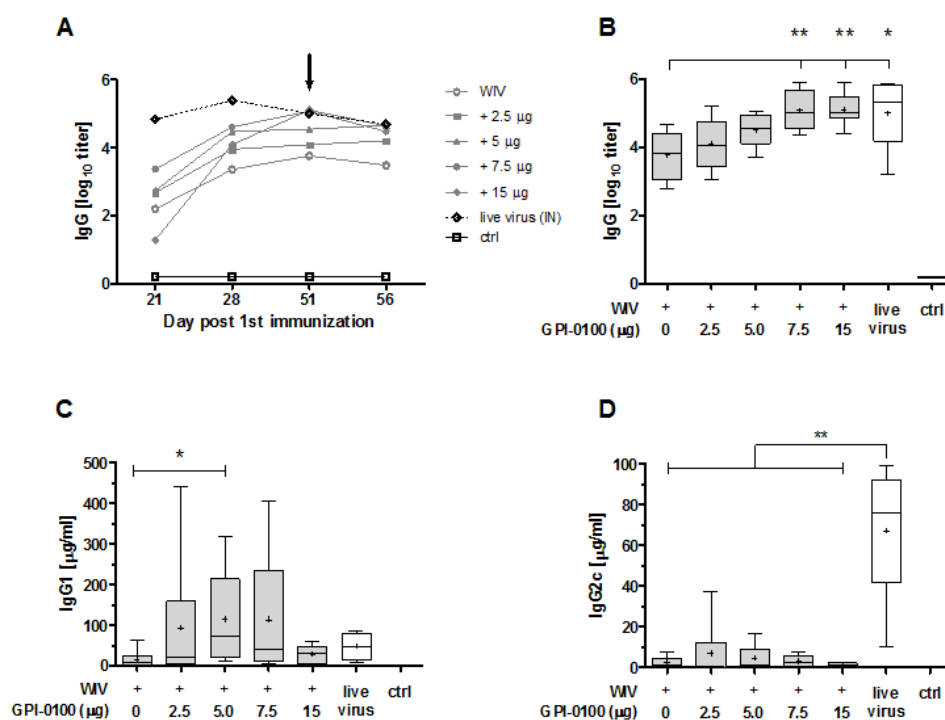 A
IgG [log10 titer]
6
4
2
0
21 28 51 56
Day post 1st immunization
WIV
+ 2.5 µg
+ 5 µg
+ 7.5 µg
+ 15 µg
live virus (IN)
ctrl
B
** ** *
IgG [log10 titer]
6
4
2
0
WIV + + + + + live virus ctrl
GPI-0100 (µg) 0 2.5 5.0 7.5 15
C
*
IgG1 [µg/ml]
500
400
300
200
100
0
WIV + + + + + live virus ctrl
GPI-0100 (µg) 0 2.5 5.0 7.5 15
D
**
IgG2c [µg/ml]
100
80
60
40
20
0
WIV + + + + + live virus ctrl
GPI-0100 (µg) 0 2.5 5.0 7.5 15